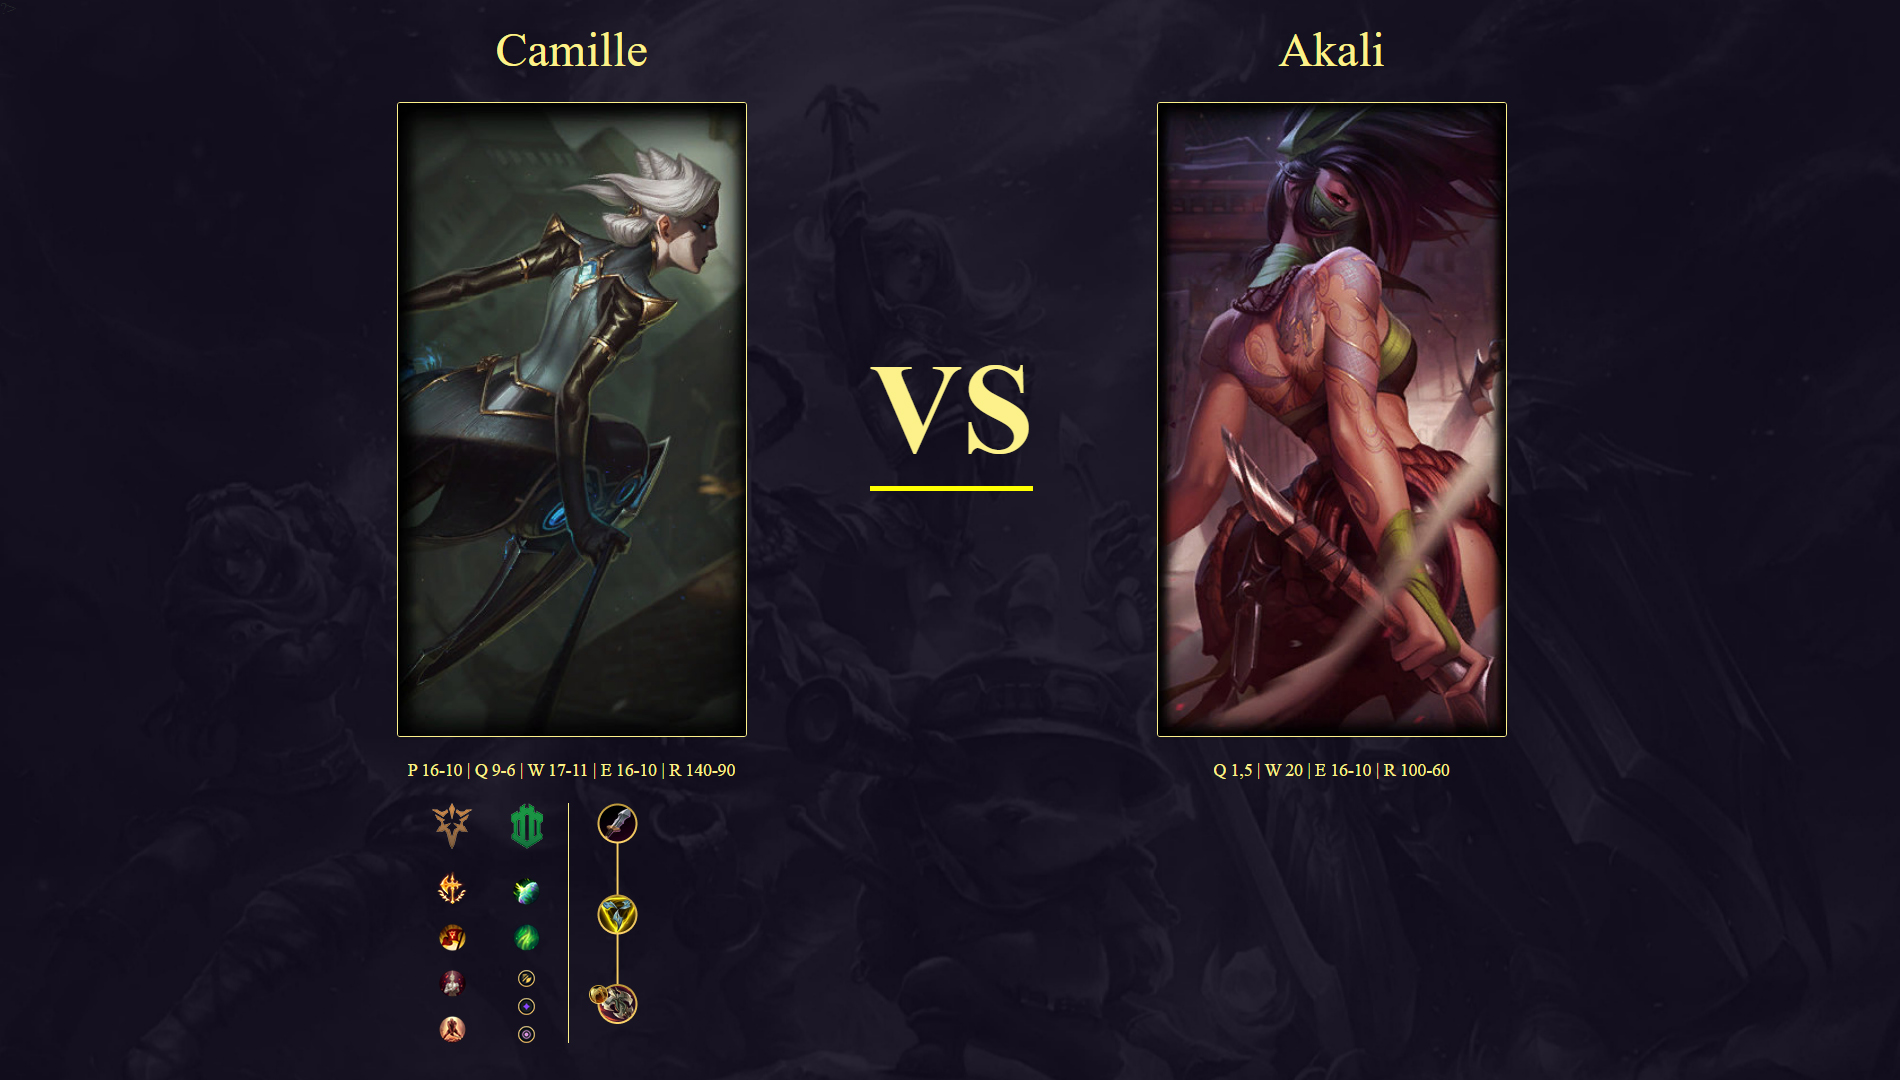 ?>
Camille
Akali
VS
P 16-10 | Q 9-6 | W 17-11 | E 16-10 | R 140-90
Q 1,5 | W 20 | E 16-10 | R 100-60